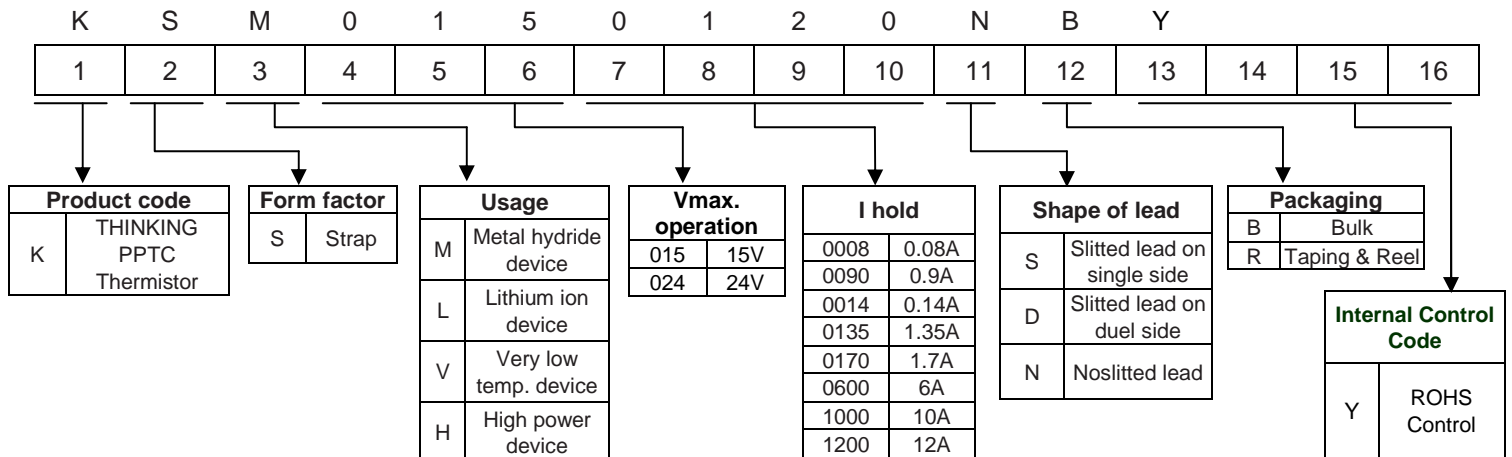 K S M 0 1 5 0 1 2 0 N B Y
1 2 3 4 5 6 7 8 9 10 11 12 13 14 15 16
Product code
K THINKING PPTC Thermistor
Form factor
S Strap
Usage
M Metal hydride device
L Lithium ion device
V Very low temp. device
H High power device
Vmax. operation
015 15V
024 24V
I hold
0008 0.08A
0090 0.9A
0014 0.14A
0135 1.35A
0170 1.7A
0600 6A
1000 10A
1200 12A
Shape of lead
S Slitted lead on single side
D Slitted lead on duel side
N Noslitted lead
Packaging
B Bulk
R Taping & Reel
Internal Control Code
Y ROHS Control